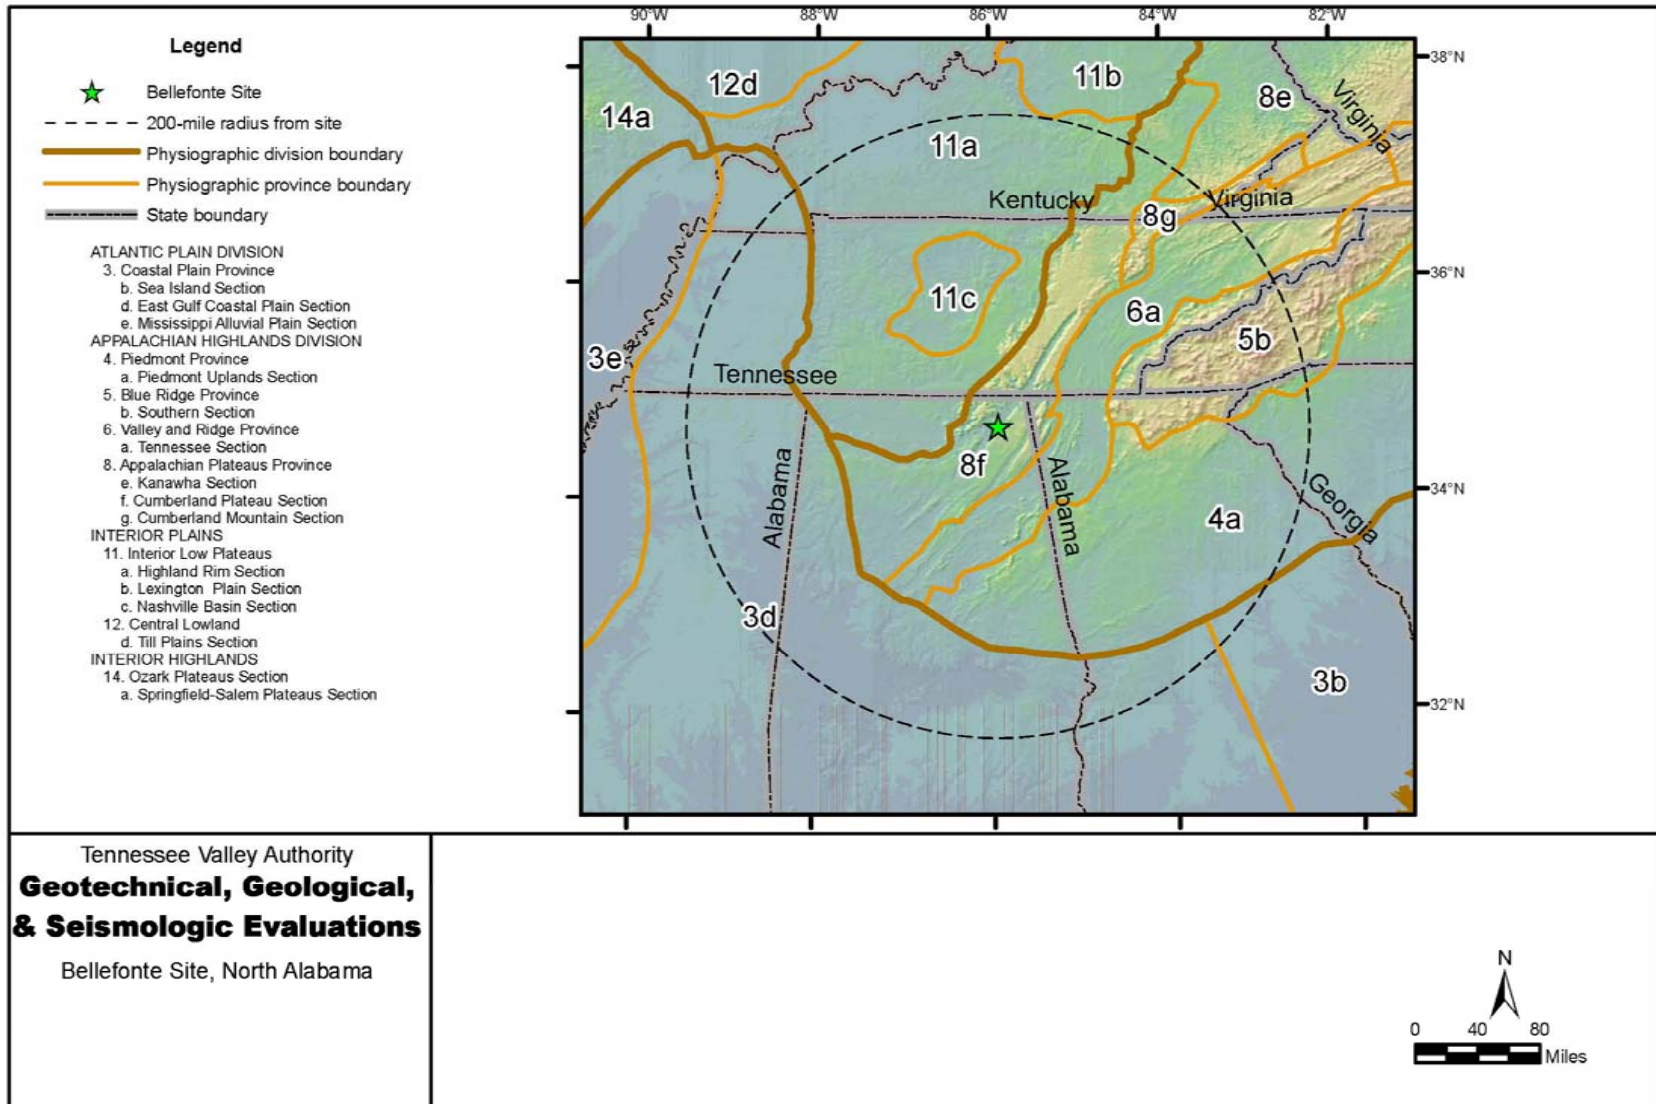 90°W 88°W 86°W 84°W 82°W
Legend
Bellefonte Site
200-mile radius from site
Physiographic division boundary
Physiographic province boundary
State boundary
ATLANTIC PLAIN DIVISION
3. Coastal Plain Province
b. Sea Island Section
d. East Gulf Coastal Plain Section
e. Mississippi Alluvial Plain Section
APPALACHIAN HIGHLANDS DIVISION
4. Piedmont Province
a. Piedmont Uplands Section
5. Blue Ridge Province
b. Southern Section
6. Valley and Ridge Province
a. Tennessee Section
8. Appalachian Plateaus Province
e. Kanawha Section
f. Cumberland Plateau Section
g. Cumberland Mountain Section
INTERIOR PLAINS
11. Interior Low Plateaus
a. Highland Rim Section
b. Lexington Plain Section
c. Nashville Basin Section
12. Central Lowland
d. Till Plains Section
INTERIOR HIGHLANDS
14. Ozark Plateaus Section
a. Springfield-Salem Plateaus Section
38°N
12d
11b
8e
Virginia
14a
11a
Kentucky
Virginia
8g
36°N
11c
6a
5b
3e
Tennessee
8f
34°N
Alabama
Alabama
4a
Georgia
3d
3b
32°N
Tennessee Valley Authority
Geotechnical, Geological,
& Seismologic Evaluations
Bellefonte Site, North Alabama
N
0 40 80
Miles